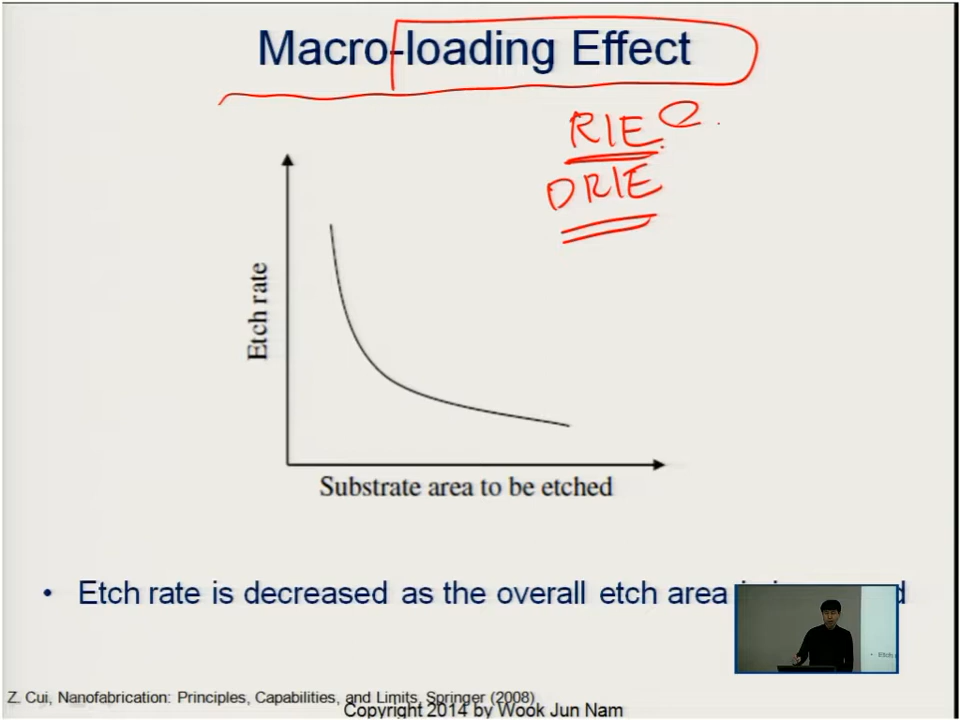 Macro-loading Effect
RIE
DRIE
Etch rate
Substrate area to be etched
• Etch rate is decreased as the overall etch area
Z. Cui, Nanofabrication: Principles, Capabilities, and Limits, Springer (2008)
Copyright 2014 by Wook Jun Nam